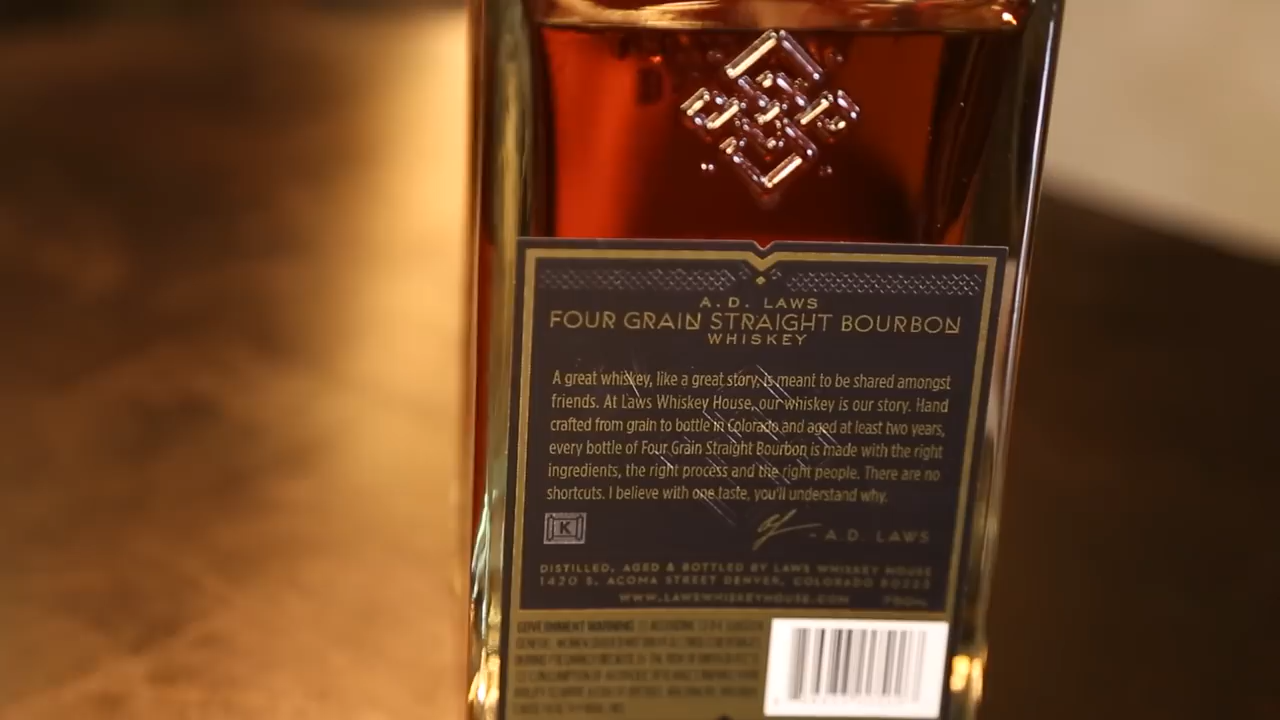 A.D. LAWS
FOUR GRAIN STRAIGHT BOURBON
WHISKEY
A great whiskey, like a great story, is meant to be shared amongst
friends. At Laws Whiskey House, our whiskey is our story. Hand
crafted from grain to bottle in Colorado and aged at least two years,
every bottle of Four Grain Straight Bourbon is made with the right
ingredients, the right process and the right people. There are no
shortcuts. I believe with one taste, you'll understand why.
K
- A.D. LAWS
DISTILLED, AGED & BOTTLED BY LAWS WHISKEY HOUSE
1420 S. ACOMA STREET DENVER, COLORADO 80223
WWW.LAWSWHISKEYHOUSE.COM 750ML
GOVERNMENT WARNING: